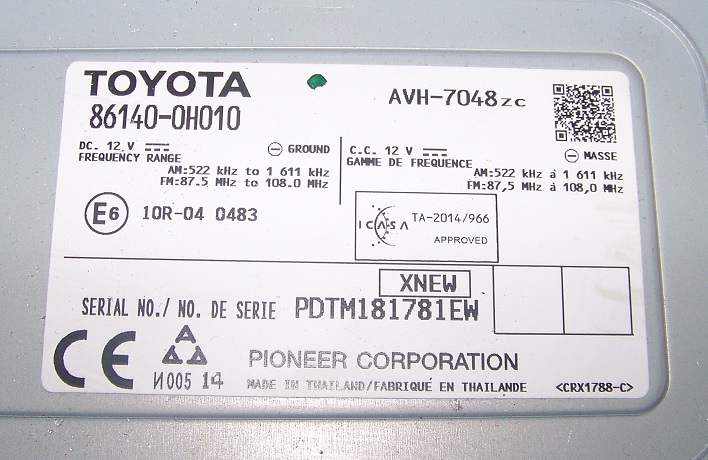 TOYOTA
86140-0H010
AVH-7048zc
DC. 12 V
GROUND
FREQUENCY RANGE
AM:522 kHz to 1 611 kHz
FM:87.5 MHz to 108.0 MHz
C.C. 12 V
MASSE
GAMME DE FREQUENCE
AM:522 kHz à 1 611 kHz
FM:87,5 MHz à 108,0 MHz
E6 10R-04 0483
ICASA TA-2014/966
APPROVED
XNEW
SERIAL NO./ NO. DE SERIE PDTM181781EW
CE
И005 14
PIONEER CORPORATION
MADE IN THAILAND/FABRIQUÉ EN THAILANDE
<CRX1788-C>